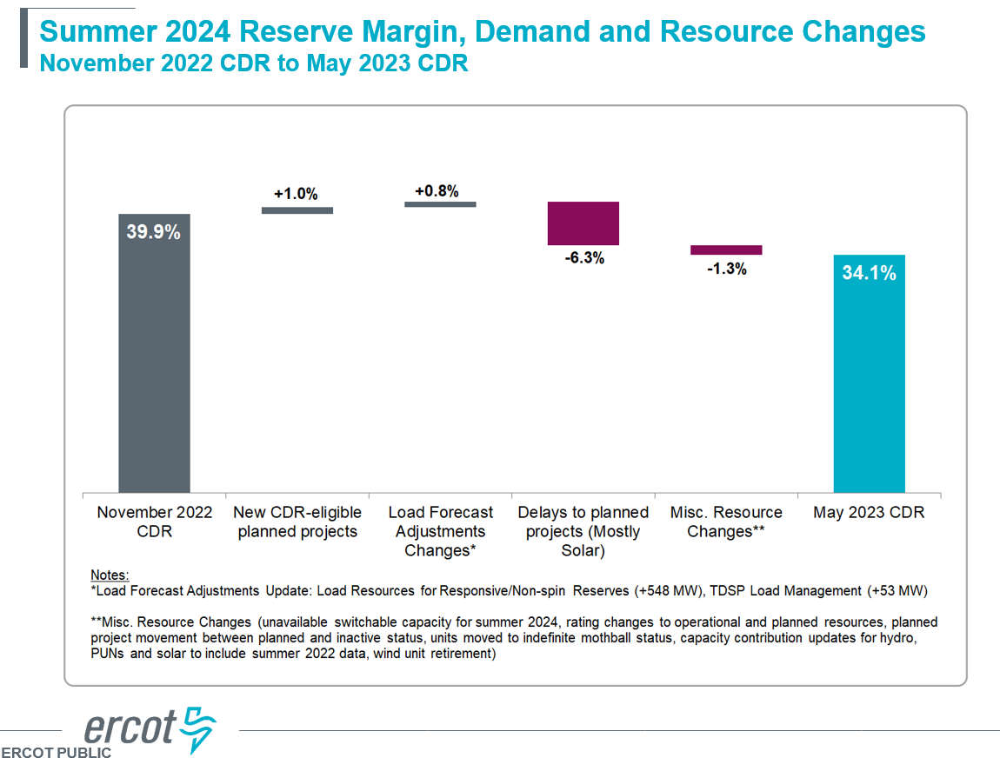 Summer 2024 Reserve Margin, Demand and Resource Changes
November 2022 CDR to May 2023 CDR
39.9%
+1.0%
+0.8%
-6.3%
-1.3%
34.1%
November 2022
CDR
New CDR-eligible
planned projects
Load Forecast
Adjustments
Changes*
Delays to planned
projects (Mostly
Solar)
Misc. Resource
Changes**
May 2023 CDR
Notes:
*Load Forecast Adjustments Update: Load Resources for Responsive/Non-spin Reserves (+548 MW), TDSP Load Management (+53 MW)
**Misc. Resource Changes (unavailable switchable capacity for summer 2024, rating changes to operational and planned resources, planned
project movement between planned and inactive status, units moved to indefinite mothball status, capacity contribution updates for hydro,
PUNs and solar to include summer 2022 data, wind unit retirement)
ercot
ERCOT PUBLIC